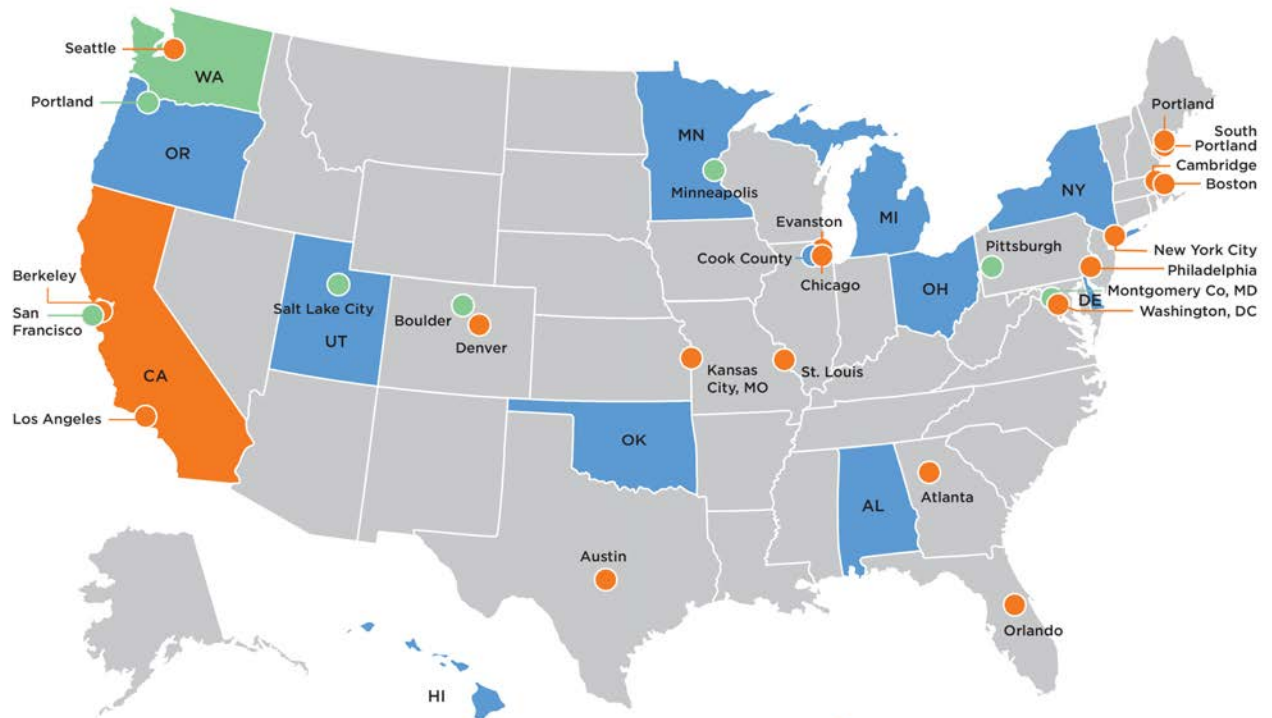 Seattle
WA
Portland
OR
Berkeley
San
Francisco
CA
Los Angeles
Salt Lake City
UT
Boulder
Denver
MN
Minneapolis
Evanston
Cook County
Chicago
MI
OH
Kansas
City, MO
St. Louis
OK
Austin
AL
Atlanta
Orlando
HI
NY
Pittsburgh
DE
Portland
South
Portland
Cambridge
Boston
New York City
Philadelphia
Montgomery Co, MD
Washington, DC